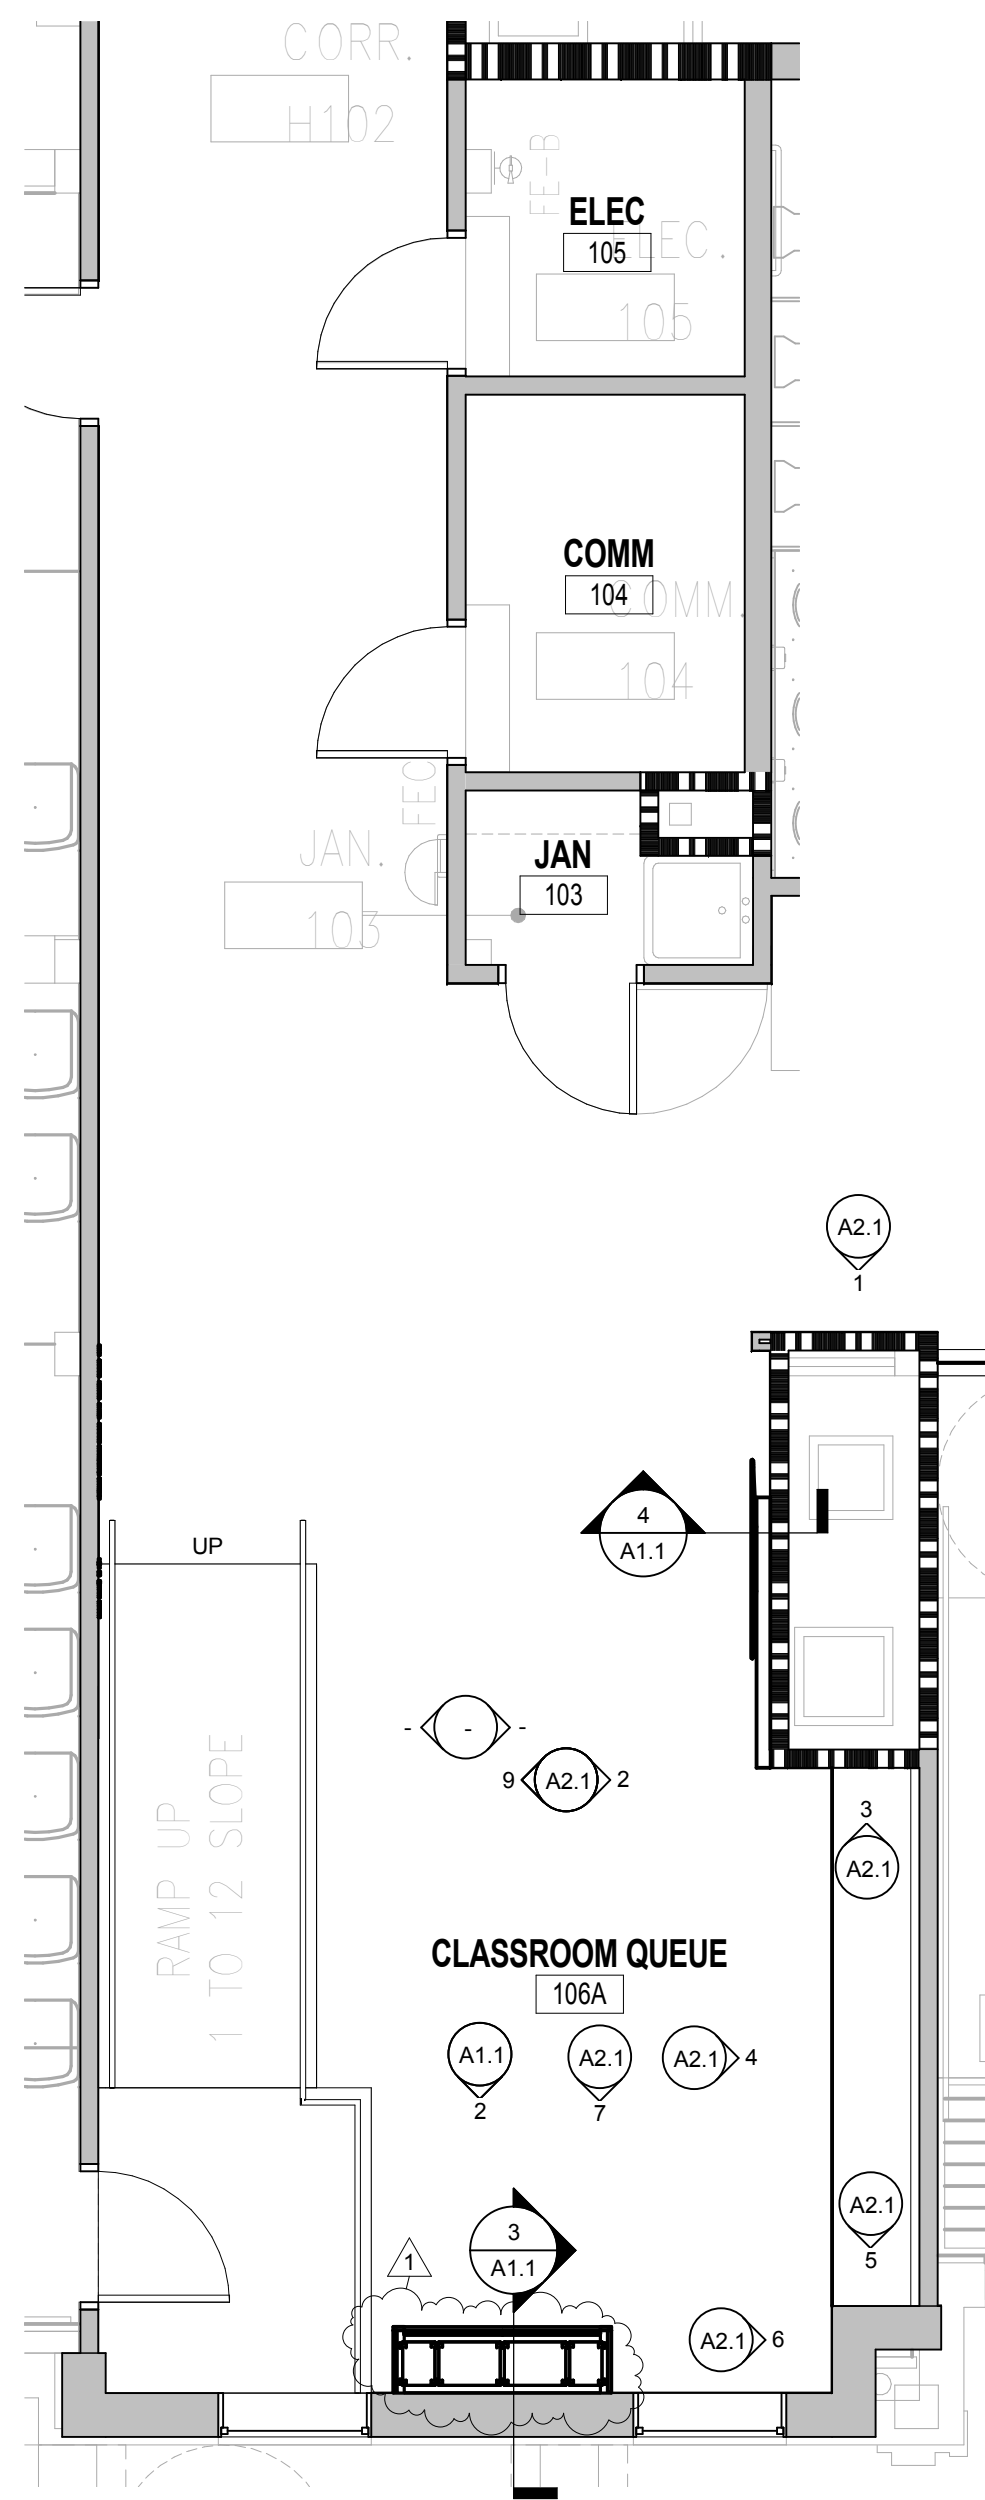 CORR.
H102
FE-B
ELEC
105
ELEC.
105
COMM
104
COMM.
104
FEC
JAN.
103
JAN
103
A2.1
1
4
A1.1
UP
RAMP UP
1 TO 12 SLOPE
- - -
9 A2.1 2
3
A2.1
CLASSROOM QUEUE
106A
A1.1
2
A2.1
7
A2.1 4
A2.1
5
3
A1.1
1
A2.1 6